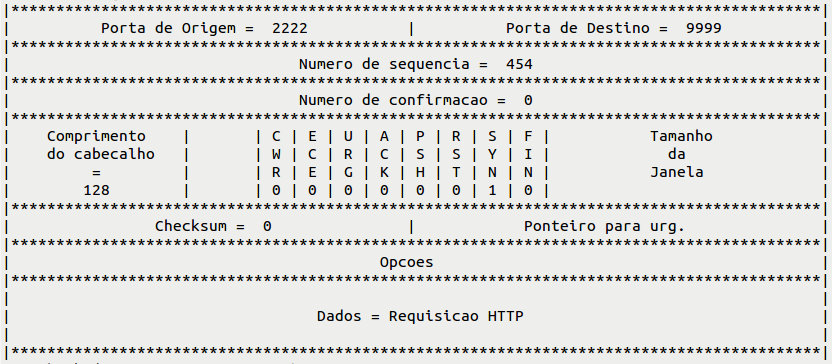 |******************************************************************************************|
|          Porta de Origem =  2222           |          Porta de Destino =  9999           |
|******************************************************************************************|
|                                Numero de sequencia =  454                                |
|******************************************************************************************|
|                                Numero de confirmacao =  0                                |
|******************************************************************************************|
|    Comprimento    |       | C | E | U | A | P | R | S | F |           Tamanho            |
|    do cabecalho   |       | W | C | R | C | S | S | Y | I |             da               |
|         =         |       | R | E | G | K | H | T | N | N |           Janela             |
|        128        |       | 0 | 0 | 0 | 0 | 0 | 0 | 1 | 0 |                              |
|******************************************************************************************|
|                Checksum =  0               |            Ponteiro para urg.               |
|******************************************************************************************|
|                                         Opcoes                                           |
|******************************************************************************************|
|                                                                                          |
|                                  Dados = Requisicao HTTP                                 |
|                                                                                          |
|******************************************************************************************|